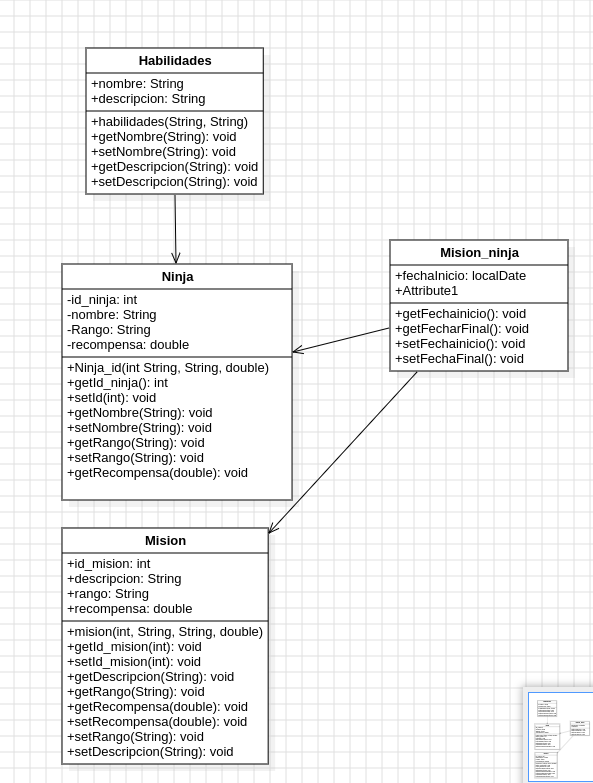 Habilidades
+nombre: String
+descripcion: String
+habilidades(String, String)
+getNombre(String): void
+setNombre(String): void
+getDescripcion(String): void
+setDescripcion(String): void
Mision_ninja
+fechaInicio: localDate
+Attribute1
+getFechainicio(): void
+getFecharFinal(): void
+setFechainicio(): void
+setFechaFinal(): void
Ninja
-id_ninja: int
-nombre: String
-Rango: String
-recompensa: double
+Ninja_id(int String, String, double)
+getId_ninja(): int
+setId(int): void
+getNombre(String): void
+setNombre(String): void
+getRango(String): void
+setRango(String): void
+getRecompensa(double): void
Mision
+id_mision: int
+descripcion: String
+rango: String
+recompensa: double
+mision(int, String, String, double)
+getId_mision(int): void
+setId_mision(int): void
+getDescripcion(String): void
+getRango(String): void
+getRecompensa(double): void
+setRecompensa(double): void
+setRango(String): void
+setDescripcion(String): void